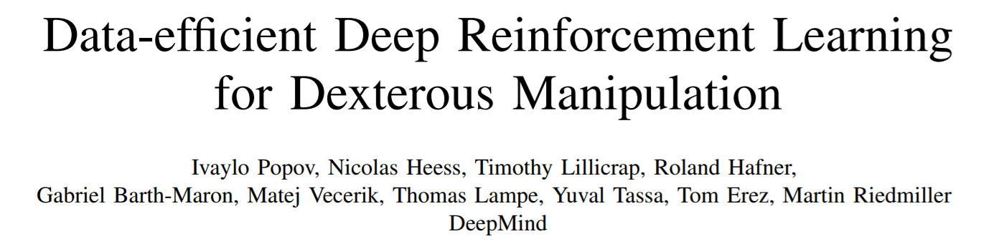 Data-efficient Deep Reinforcement Learning
for Dexterous Manipulation
Ivaylo Popov, Nicolas Heess, Timothy Lillicrap, Roland Hafner,
Gabriel Barth-Maron, Matej Vecerik, Thomas Lampe, Yuval Tassa, Tom Erez, Martin Riedmiller
DeepMind